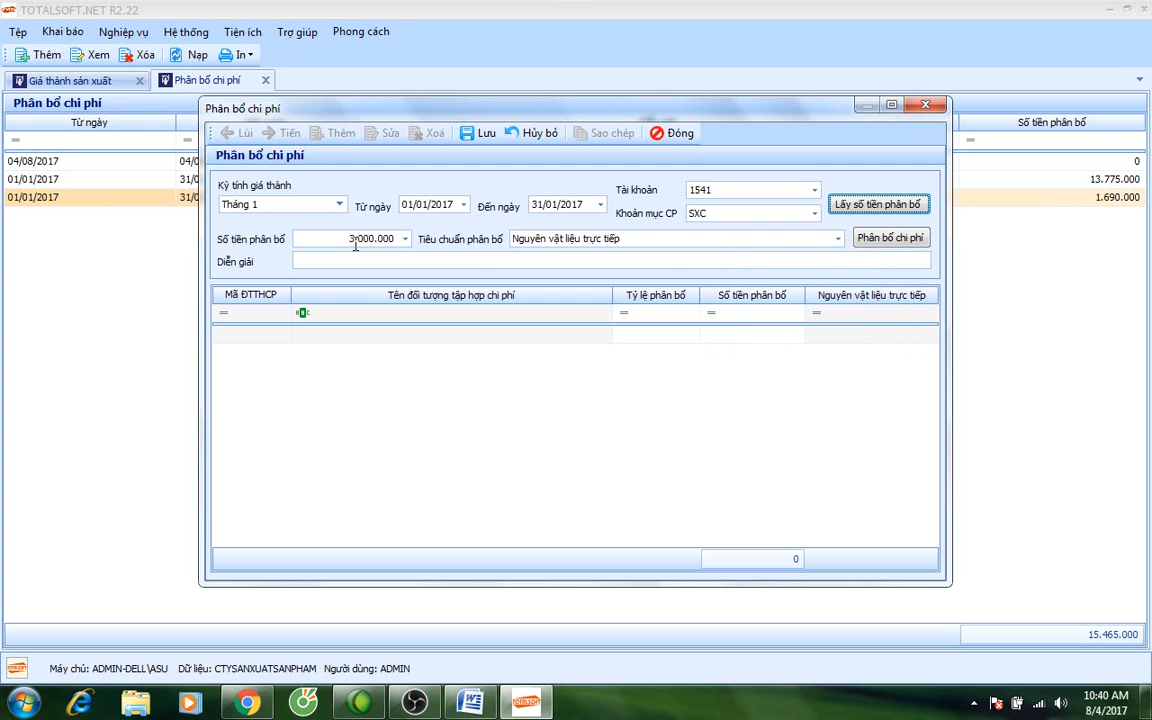 TOTALSOFT.NET R2.22
Tệp Khai báo Nghiệp vụ Hệ thống Tiện ích Trợ giúp Phong cách
Thêm Xem Xóa Nạp In
Giá thành sản xuất Phân bổ chi phí
Phân bổ chi phí
Từ ngày Số tiền phân bổ
= =
04/08/2017 04/0 0
01/01/2017 31/0 13.775.000
01/01/2017 31/0 1.690.000
15.465.000
Phân bổ chi phí
Lùi Tiến Thêm Sửa Xoá Lưu Hủy bỏ Sao chép Đóng
Phân bổ chi phí
Kỳ tính giá thành
Tháng 1 Từ ngày 01/01/2017 Đến ngày 31/01/2017
Tài khoản 1541
Khoản mục CP SXC
Lấy số tiền phân bổ
Số tiền phân bổ 3.000.000 Tiêu chuẩn phân bổ Nguyên vật liệu trực tiếp Phân bổ chi phí
Diễn giải
Mã ĐTTHCP Tên đối tượng tập hợp chi phí Tỷ lệ phân bổ Số tiền phân bổ Nguyên vật liệu trực tiếp
= = = =
0
Máy chủ: ADMIN-DELL\ASU Dữ liệu: CTYSANXUATSANPHAM Người dùng: ADMIN
10:40 AM
8/4/2017